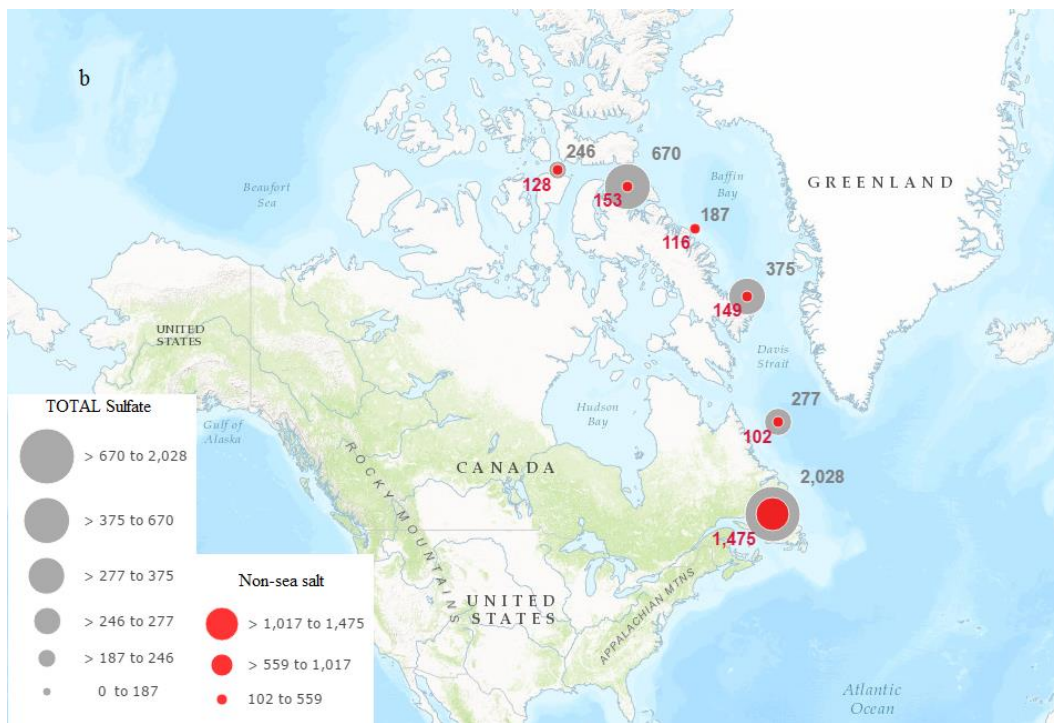 b
246
670
128
153
Baffin
Bay
187
116
Beaufort
Sea
GREENLAND
375
149
UNITED
STATES
Davis
Strait
277
102
Hudson
Bay
Gulf of
Alaska
CANADA
ROCKY MOUNTAINS
2,028
1,475
UNITED
STATES
APPALACHIAN MTNS
Atlantic
Ocean
TOTAL Sulfate
> 670 to 2,028
> 375 to 670
> 277 to 375
> 246 to 277
> 187 to 246
0 to 187
Non-sea salt
> 1,017 to 1,475
> 559 to 1,017
102 to 559